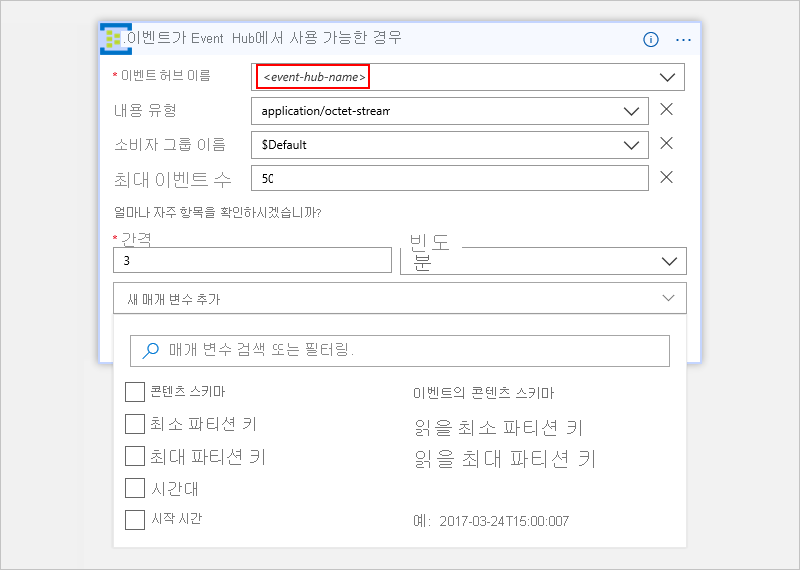 .이벤트가 Event Hub에서 사용 가능한 경우
* 이벤트 허브 이름 <event-hub-name>
내용 유형 application/octet-stream
소비자 그룹 이름 $Default
최대 이벤트 수 50
얼마나 자주 항목을 확인하시겠습니까?
* 간격 빈도
3 분
새 매개 변수 추가
매개 변수 검색 또는 필터링.
콘텐츠 스키마 이벤트의 콘텐츠 스키마
최소 파티션 키 읽을 최소 파티션 키
최대 파티션 키 읽을 최대 파티션 키
시간대
시작 시간 예: 2017-03-24T15:00:007